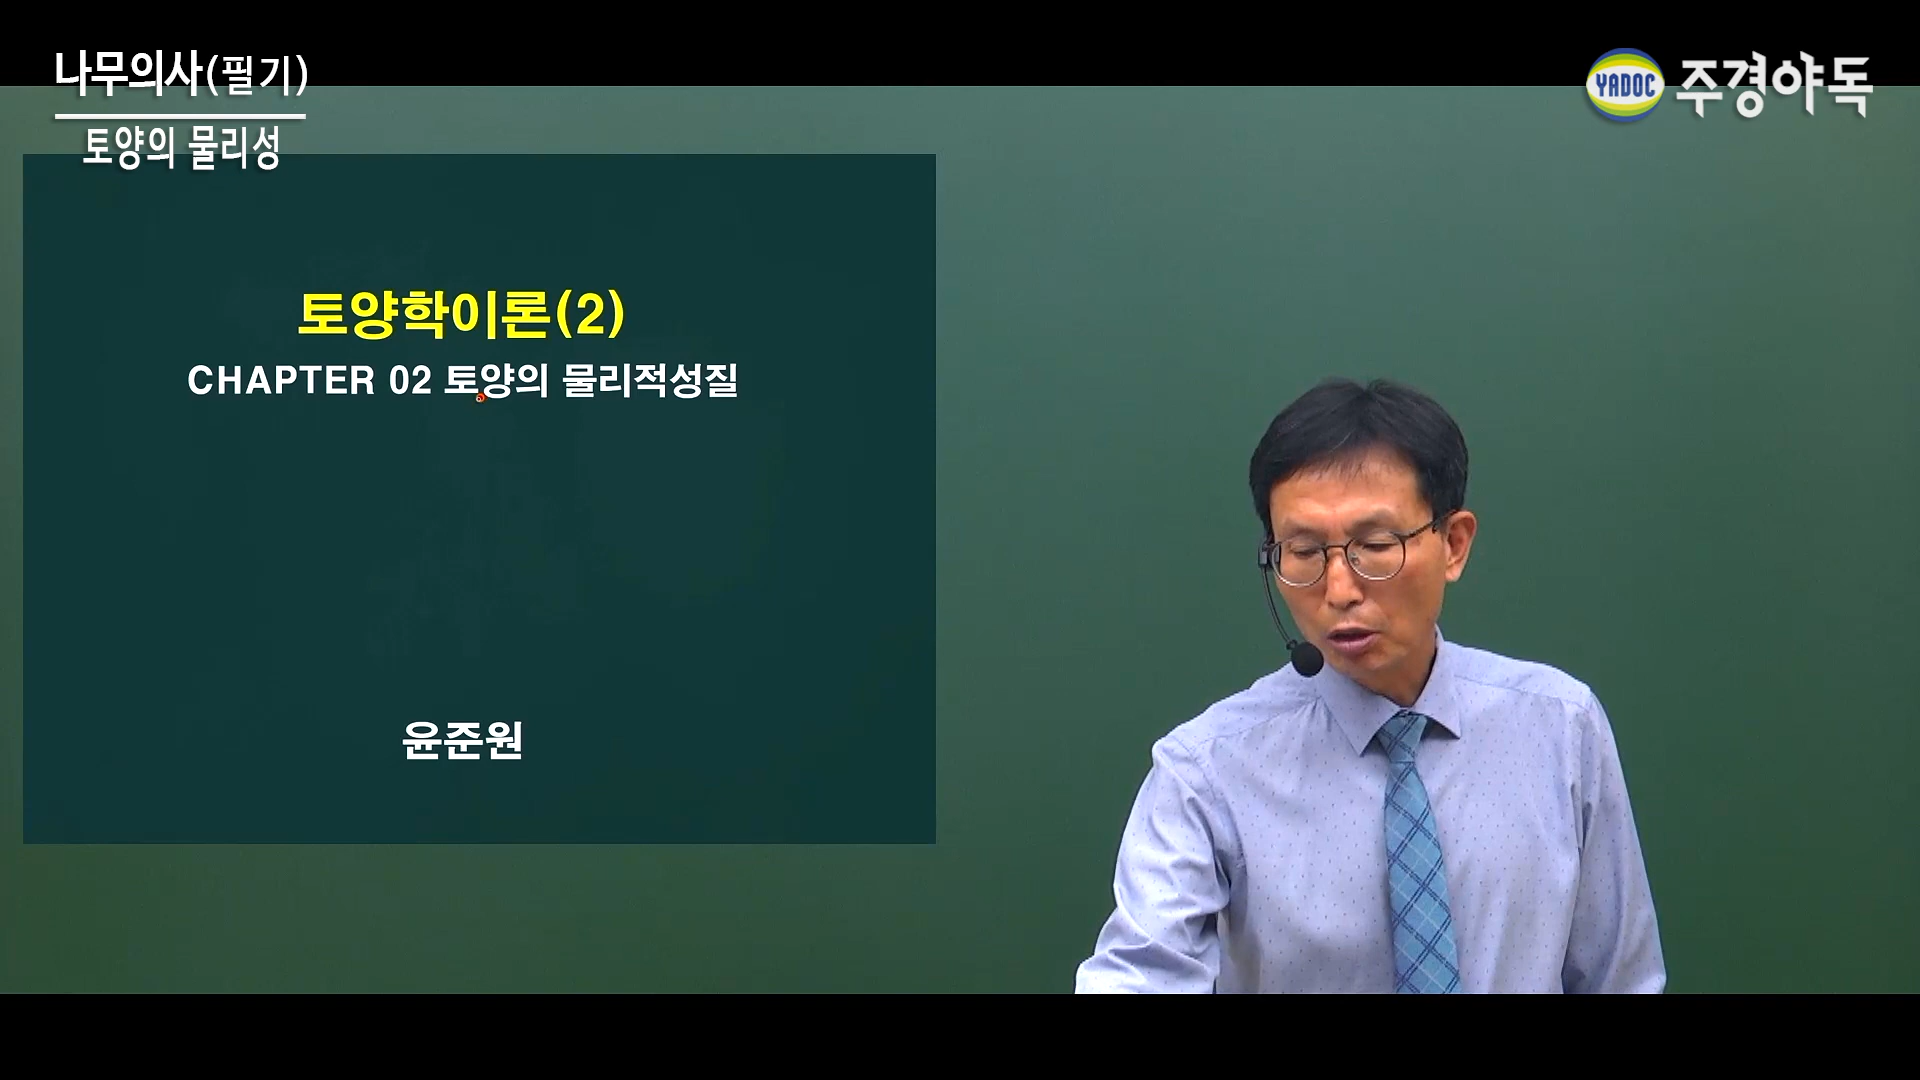 나무의사(필기)
토양의 물리성
YADOC 주경야독
토양학이론(2)
CHAPTER 02 토양의 물리적성질
윤준원